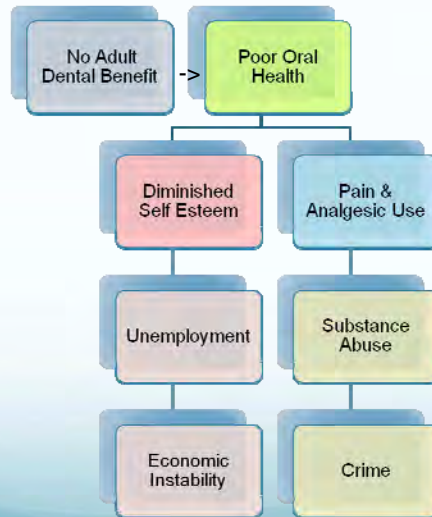 No Adult
Dental Benefit
->
Poor Oral
Health
Diminished
Self Esteem
Pain &
Analgesic Use
Unemployment
Substance
Abuse
Economic
Instability
Crime